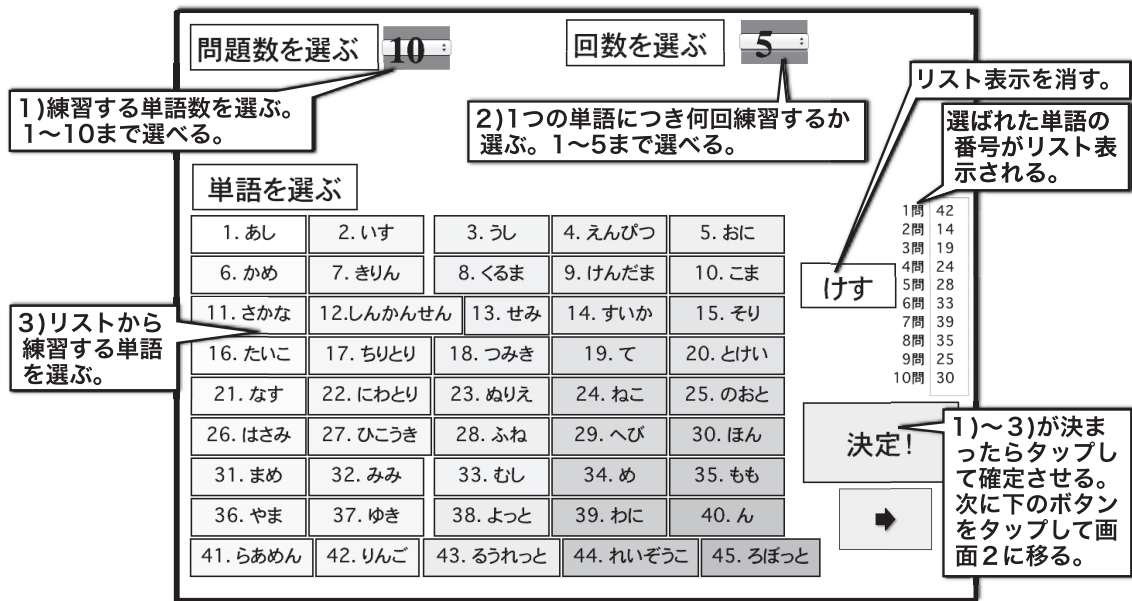 問題数を選ぶ
10
回数を選ぶ
5
1)練習する単語数を選ぶ。
1〜10まで選べる。
2)1つの単語につき何回練習するか
選ぶ。1〜5まで選べる。
リスト表示を消す。
選ばれた単語の
番号がリスト表
示される。
単語を選ぶ
1. あし
2. いす
3. うし
4. えんぴつ
5. おに
6. かめ
7. きりん
8. くるま
9. けんだま
10. こま
11. さかな
12.しんかんせん
13. せみ
14. すいか
15. そり
16. たいこ
17. ちりとり
18. つみき
19. て
20. とけい
21. なす
22. にわとり
23. ぬりえ
24. ねこ
25. のおと
26. はさみ
27. ひこうき
28. ふね
29. へび
30. ほん
31. まめ
32. みみ
33. むし
34. め
35. もも
36. やま
37. ゆき
38. よっと
39. わに
40. ん
41. らあめん
42. りんご
43. るうれっと
44. れいぞうこ
45. ろぼっと
3)リストから
練習する単語
を選ぶ。
けす
1問 42
2問 14
3問 19
4問 24
5問 28
6問 33
7問 39
8問 35
9問 25
10問 30
決定!
1)〜3)が決ま
ったらタップし
て確定させる。
次に下のボタン
をタップして画
面2に移る。